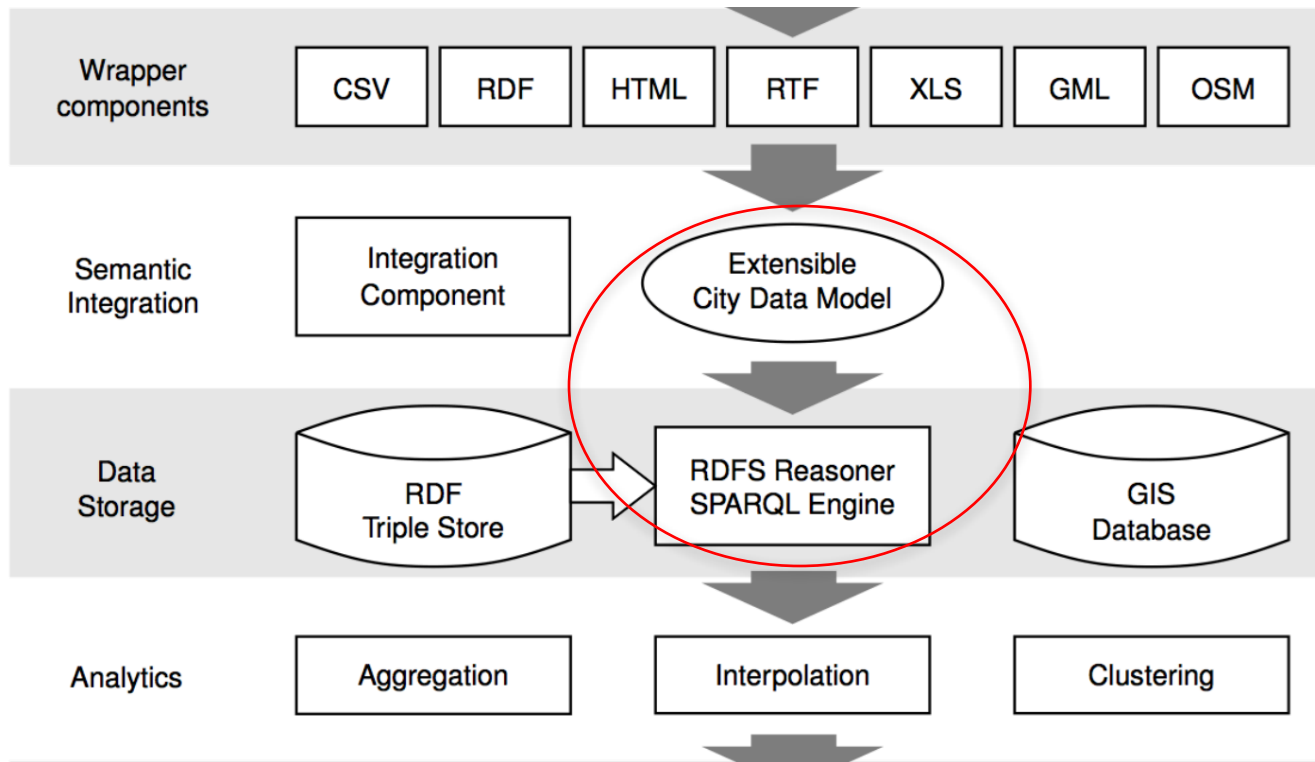 Wrapper
components
CSV
RDF
HTML
RTF
XLS
GML
OSM
Semantic
Integration
Integration
Component
Extensible
City Data Model
Data
Storage
RDF
Triple Store
RDFS Reasoner
SPARQL Engine
GIS
Database
Analytics
Aggregation
Interpolation
Clustering